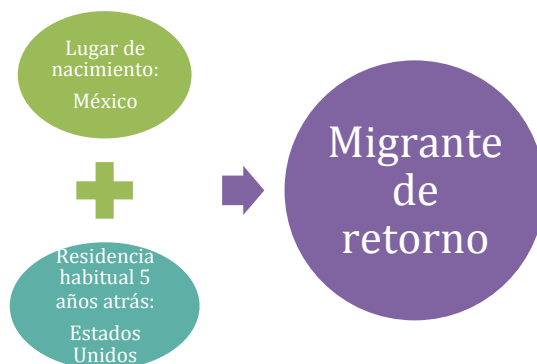 Lugar de
nacimiento:
México
Residencia
habitual 5
años atrás:
Estados
Unidos
Migrante
de
retorno